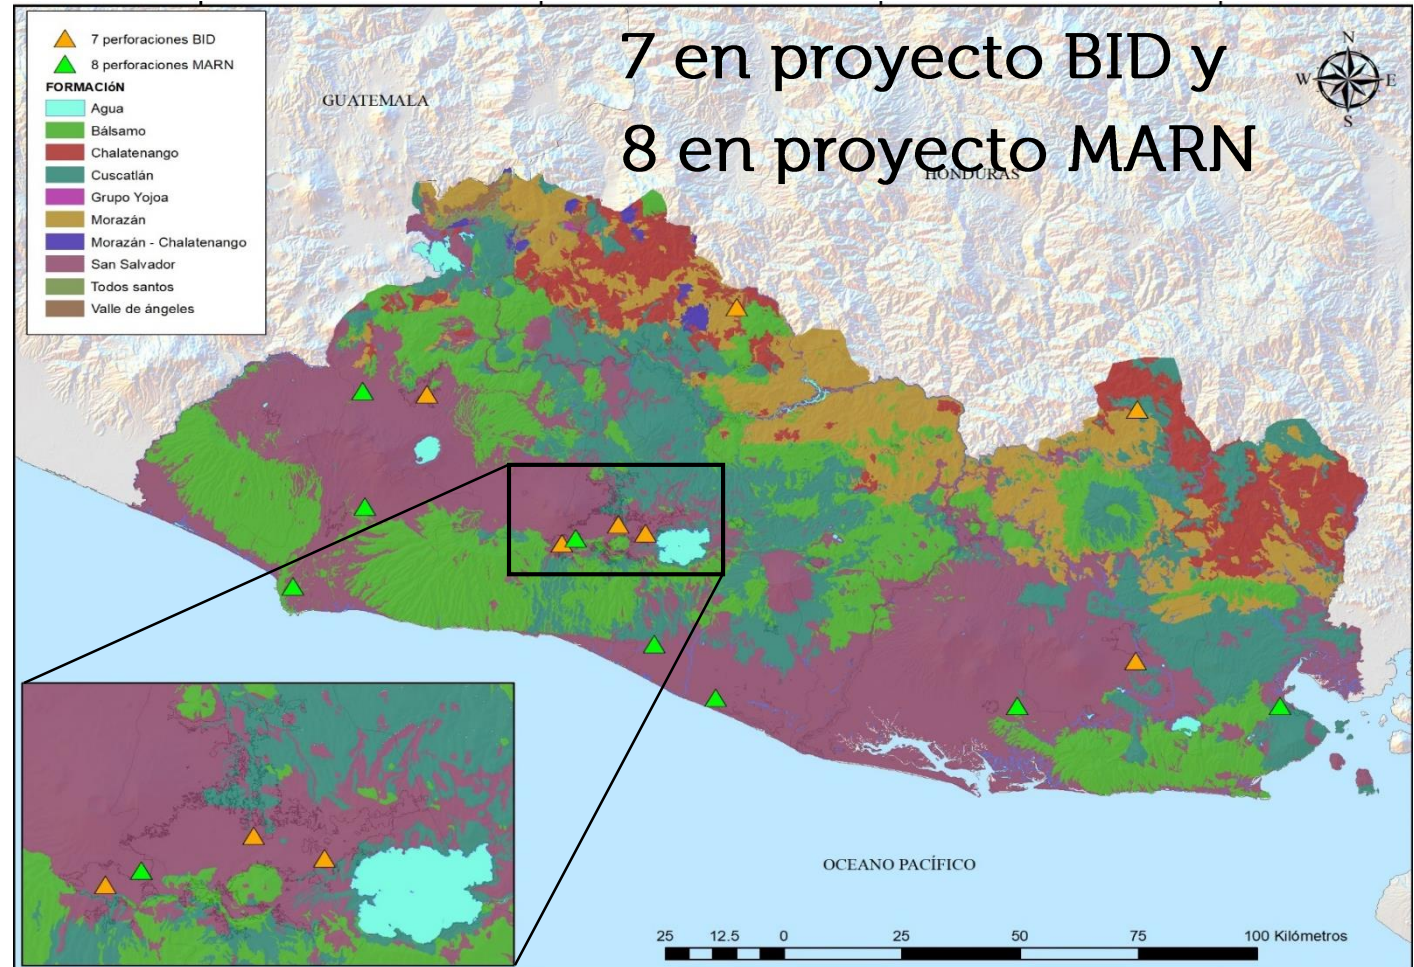 7 en proyecto BID y
8 en proyecto MARN
7 perforaciones BID
8 perforaciones MARN
FORMACIóN
Agua
Bálsamo
Chalatenango
Cuscatlán
Grupo Yojoa
Morazán
Morazán - Chalatenango
San Salvador
Todos santos
Valle de ángeles
GUATEMALA
HONDURAS
N
W E
S
OCEANO PACÍFICO
25 12.5 0 25 50 75 100 Kilómetros